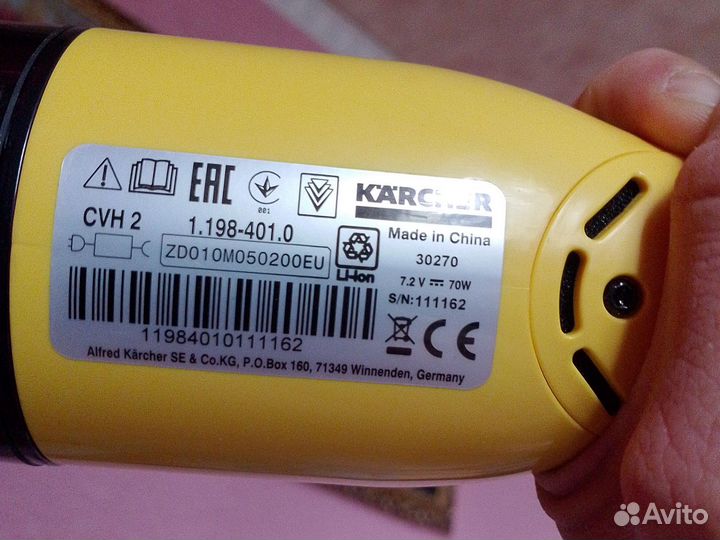 EAC
001
KÄRCHER
CVH 2
1.198-401.0
Made in China
ZD010M050200EU
Li-Ion
30270
7.2 V ⎓ 70W
S/N:111162
11984010111162
CE
Alfred Kärcher SE & Co.KG, P.O.Box 160, 71349 Winnenden, Germany
Avito